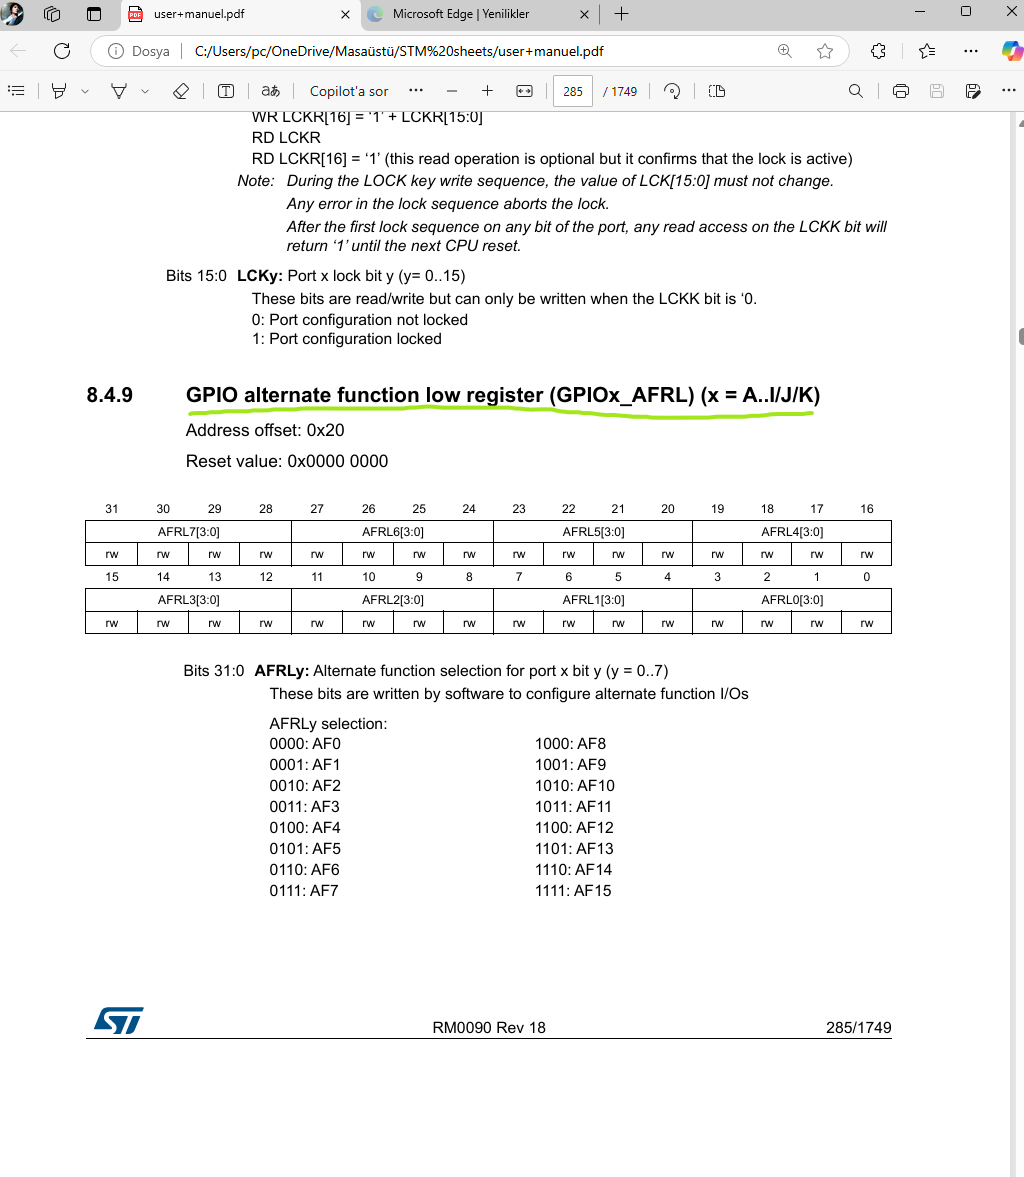 user+manuel.pdf
Microsoft Edge | Yenilikler
Dosya
C:/Users/pc/OneDrive/Masaüstü/STM%20sheets/user+manuel.pdf
aあ
Copilot'a sor
285 / 1749
WR LCKR[16] = ‘1’ + LCKR[15:0]
RD LCKR
RD LCKR[16] = ‘1’ (this read operation is optional but it confirms that the lock is active)
Note: During the LOCK key write sequence, the value of LCK[15:0] must not change.
Any error in the lock sequence aborts the lock.
After the first lock sequence on any bit of the port, any read access on the LCKK bit will
return ‘1’ until the next CPU reset.
Bits 15:0 LCKy: Port x lock bit y (y= 0..15)
These bits are read/write but can only be written when the LCKK bit is ‘0.
0: Port configuration not locked
1: Port configuration locked
8.4.9 GPIO alternate function low register (GPIOx_AFRL) (x = A..I/J/K)
Address offset: 0x20
Reset value: 0x0000 0000
31 30 29 28 27 26 25 24 23 22 21 20 19 18 17 16
AFRL7[3:0] AFRL6[3:0] AFRL5[3:0] AFRL4[3:0]
rw rw rw rw rw rw rw rw rw rw rw rw rw rw rw rw
15 14 13 12 11 10 9 8 7 6 5 4 3 2 1 0
AFRL3[3:0] AFRL2[3:0] AFRL1[3:0] AFRL0[3:0]
rw rw rw rw rw rw rw rw rw rw rw rw rw rw rw rw
Bits 31:0 AFRLy: Alternate function selection for port x bit y (y = 0..7)
These bits are written by software to configure alternate function I/Os
AFRLy selection:
0000: AF0 1000: AF8
0001: AF1 1001: AF9
0010: AF2 1010: AF10
0011: AF3 1011: AF11
0100: AF4 1100: AF12
0101: AF5 1101: AF13
0110: AF6 1110: AF14
0111: AF7 1111: AF15
ST
RM0090 Rev 18
285/1749